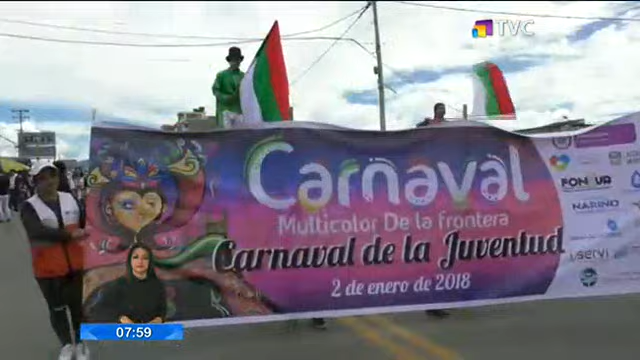 TVC
Carnaval
Multicolor De la frontera
Carnaval de la Juventud
2 de enero de 2018
FONTUR
NARIÑO
07:59